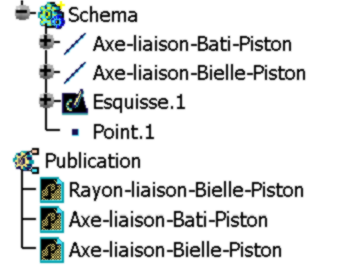 Schema
Axe-liaison-Bati-Piston
Axe-liaison-Bielle-Piston
Esquisse.1
Point.1
Publication
Rayon-liaison-Bielle-Piston
Axe-liaison-Bati-Piston
Axe-liaison-Bielle-Piston